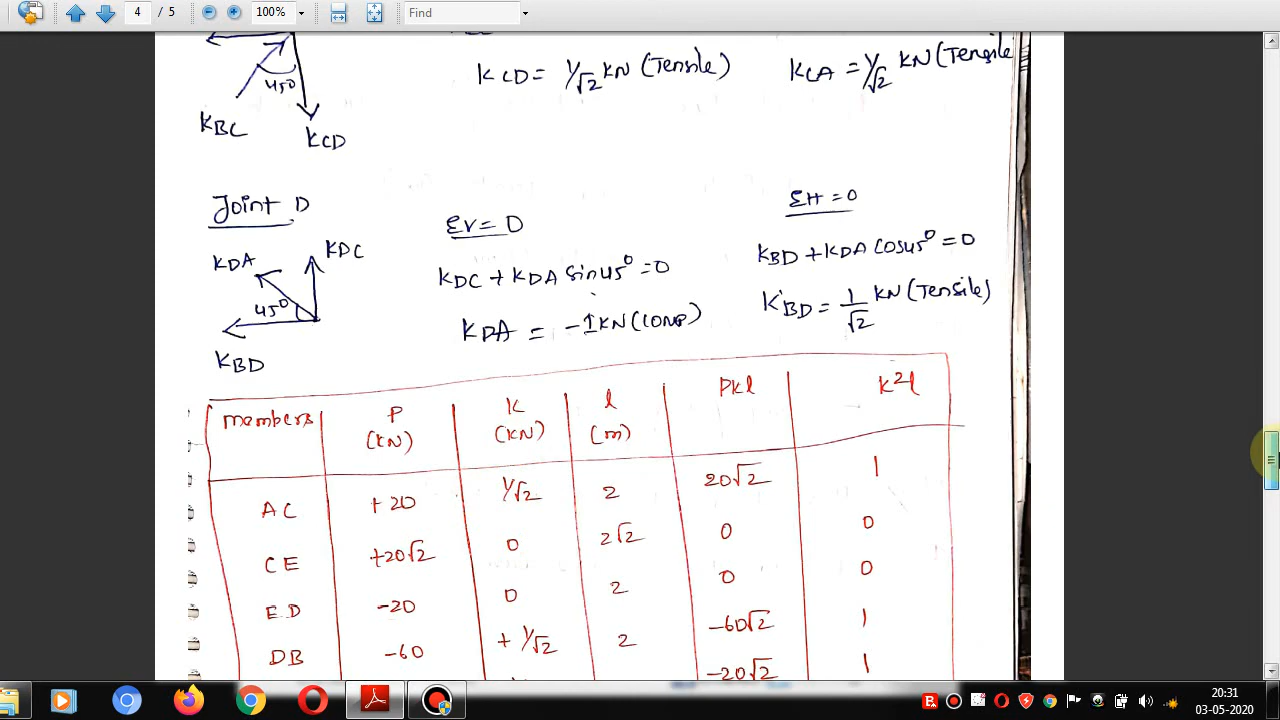 4 / 5
100%
Find
45°
KBC
KCD
KCD = 1/√2 KN (Tensile)
KCA = 1/√2 KN (Tensile
Joint D
KDA
KDC
45°
KBD
ΣV = 0
KDC + KDA Sin45° = 0
KDA = -1KN (comp)
ΣH = 0
KBD + KDA cos45° = 0
KBD = 1/√2 KN (Tensile)
members P (KN) K (KN) l (m) PKl K²l
AC +20 1/√2 2 20√2 1
CE +20√2 0 2√2 0 0
ED -20 0 2 0 0
DB -60 +1/√2 2 -60√2 1
-20√2 1
20:31
03-05-2020